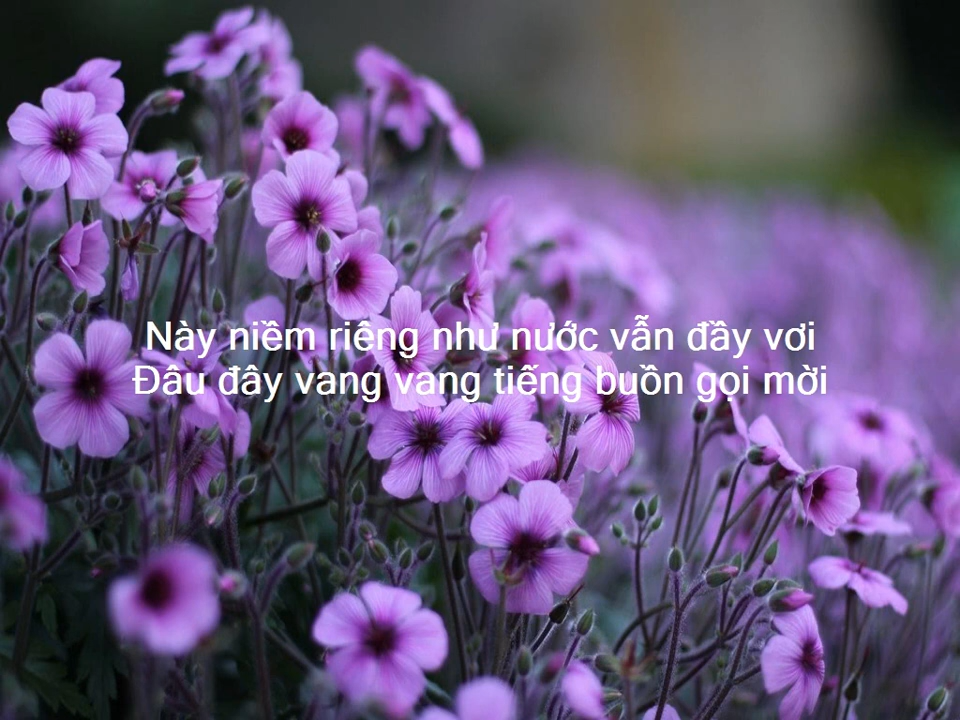 Này niềm riêng như nước vẫn đầy vơi
Đâu đây vang vang tiếng buồn gọi mời